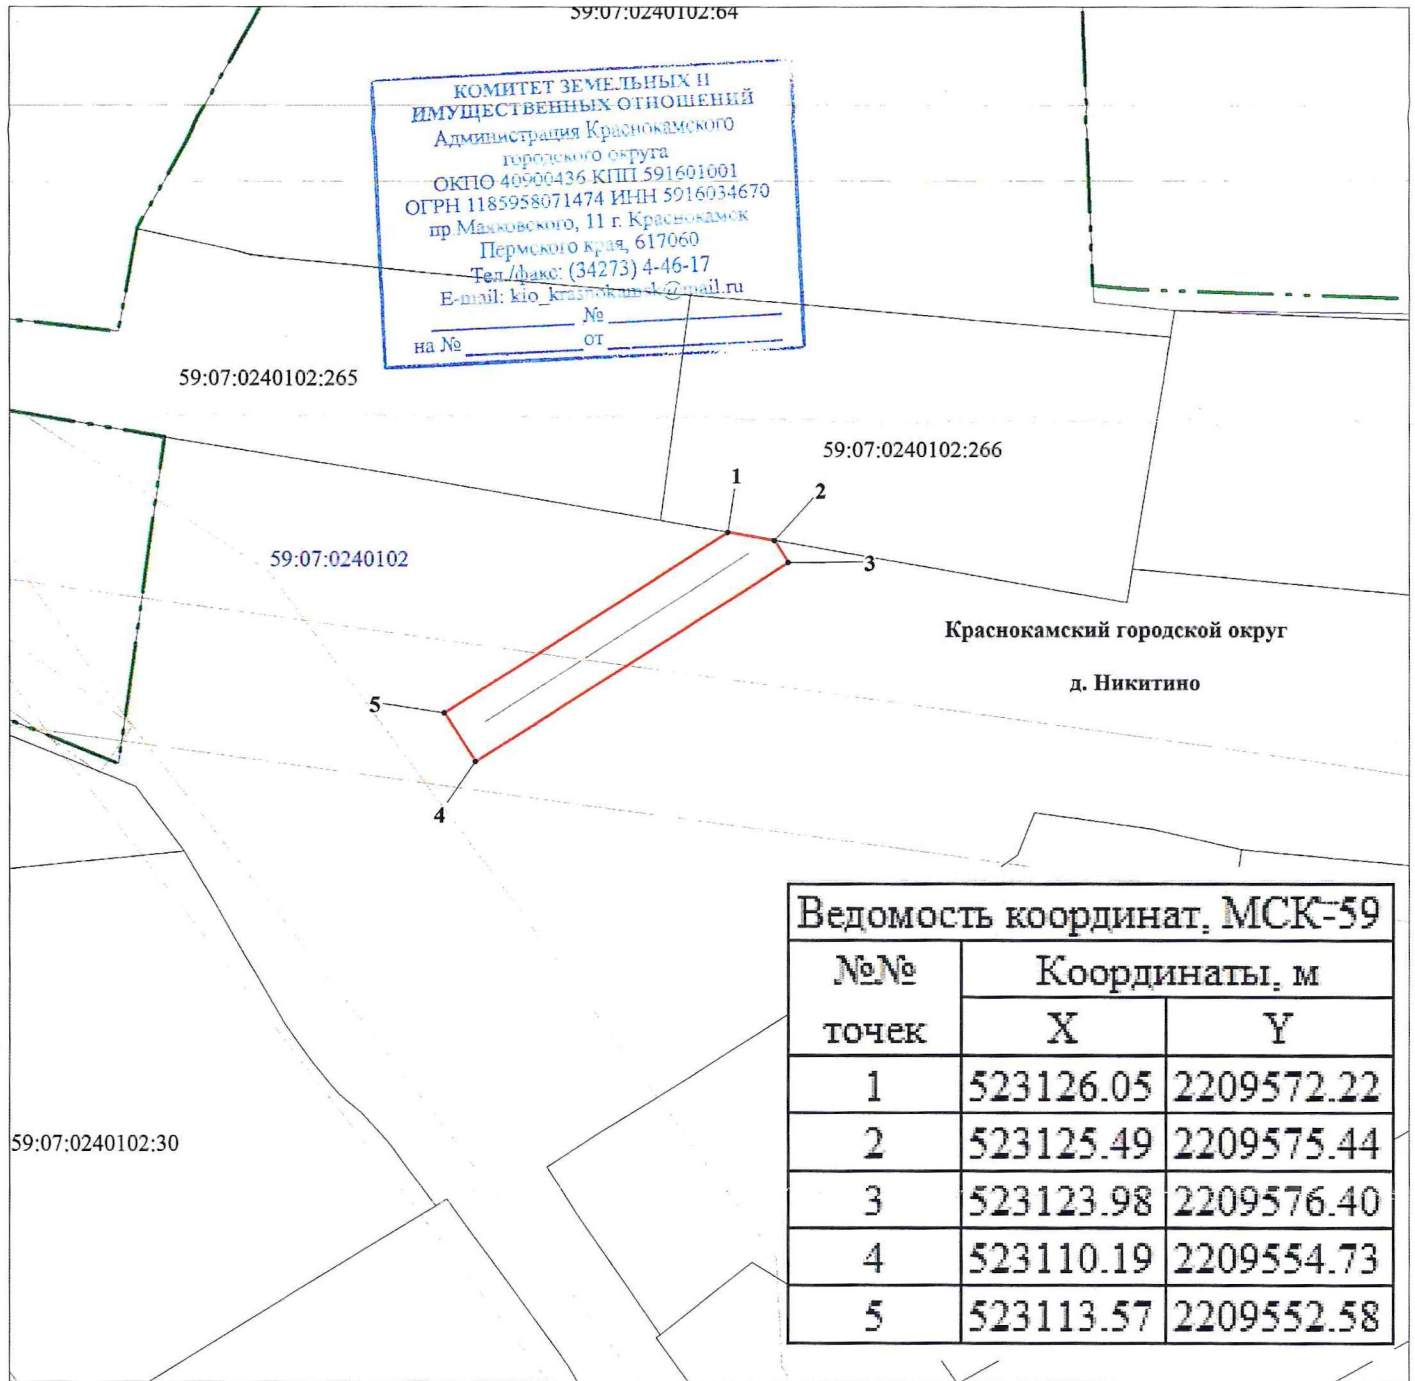 59:07:0240102:64
КОМИТЕТ ЗЕМЕЛЬНЫХ И
ИМУЩЕСТВЕННЫХ ОТНОШЕНИЙ
Администрация Краснокамского
городского округа
ОКПО 40900436 КПП 591601001
ОГРН 1185958071474 ИНН 5916034670
пр.Маяковского, 11 г. Краснокамск
Пермского края, 617060
Тел./факс: (34273) 4-46-17
E-mail: kio_krasnokamsk@mail.ru
№
на № от
59:07:0240102:265
59:07:0240102:266
1
2
59:07:0240102
3
Краснокамский городской округ
д. Никитино
5
4
Ведомость координат, МСК-59
№№ точек Координаты, м
X Y
1 523126.05 2209572.22
2 523125.49 2209575.44
3 523123.98 2209576.40
4 523110.19 2209554.73
5 523113.57 2209552.58
59:07:0240102:30